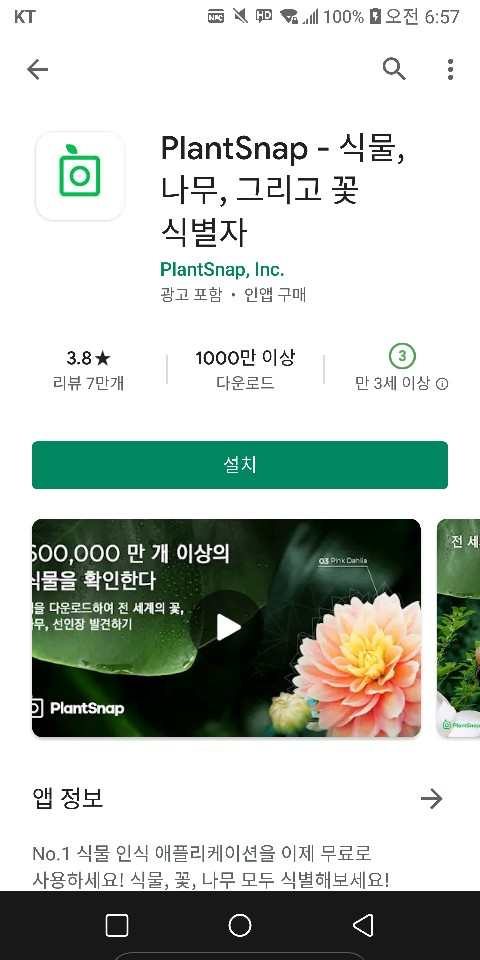 KT NFC HD 100% 오전 6:57
PlantSnap - 식물,
나무, 그리고 꽃
식별자
PlantSnap, Inc.
광고 포함 • 인앱 구매
3.8★ 1000만 이상 3
리뷰 7만개 다운로드 만 3세 이상
설치
600,000 만 개 이상의
식물을 확인한다
을 다운로드하여 전 세계의 꽃,
무, 선인장 발견하기
03 Pink Dahlia
PlantSnap
전 세
PlantSnap
앱 정보
No.1 식물 인식 애플리케이션을 이제 무료로
사용하세요! 식물, 꽃, 나무 모두 식별해보세요!